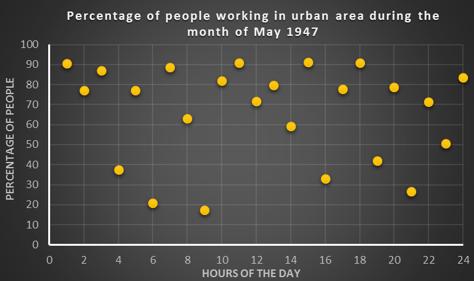 Percentage of people working in urban area during the
month of May 1947
PERCENTAGE OF PEOPLE
100
90
80
70
60
50
40
30
20
10
0
0 2 4 6 8 10 12 14 16 18 20 22 24
HOURS OF THE DAY